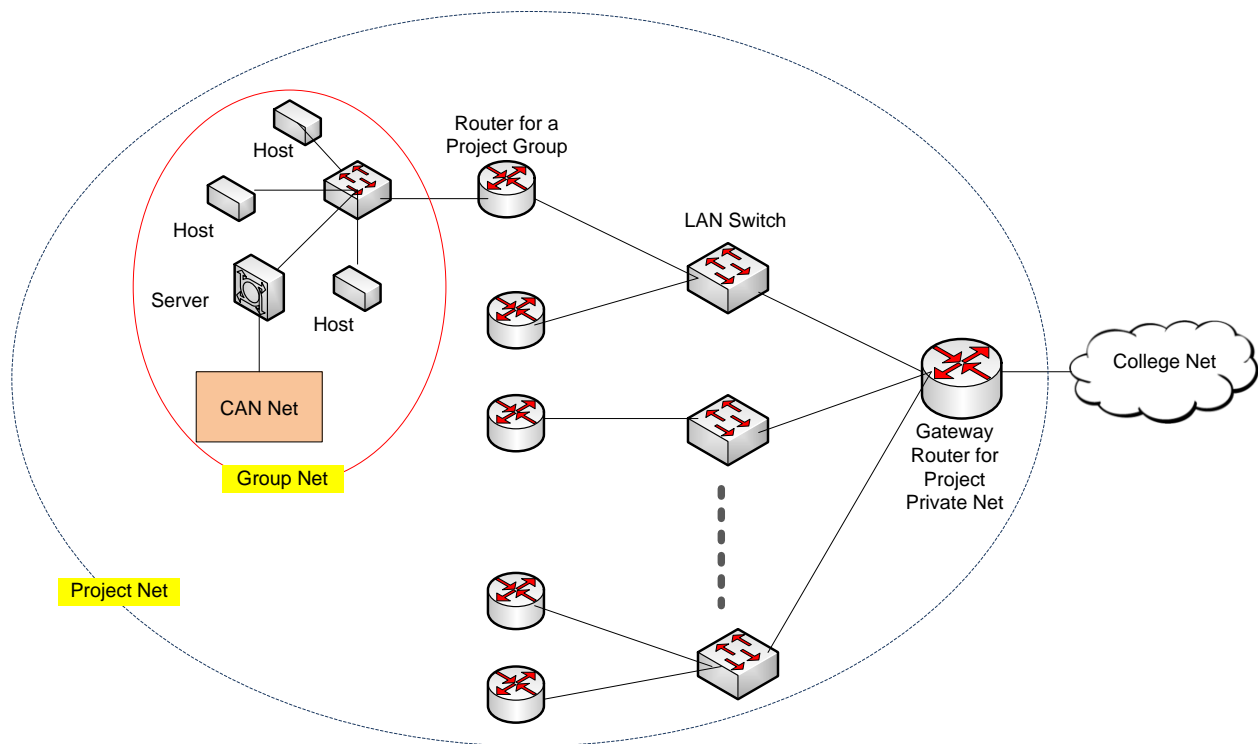 Router for a
Project Group
Host
LAN Switch
Host
Server
Host
College Net
CAN Net
Gateway
Router for
Project
Private Net
Group Net
Project Net